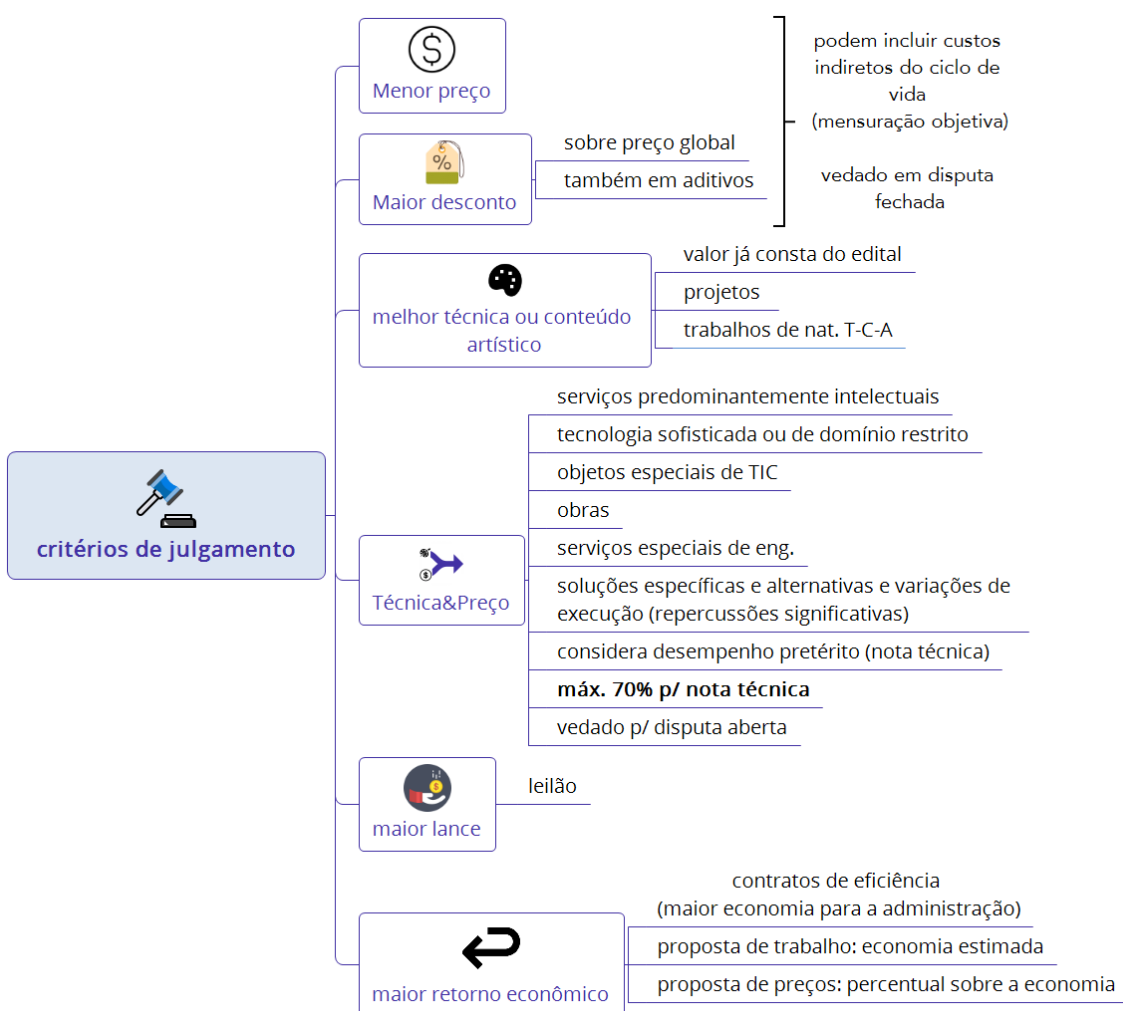 critérios de julgamento
Menor preço
%
Maior desconto
sobre preço global
também em aditivos
podem incluir custos
indiretos do ciclo de
vida
(mensuração objetiva)
vedado em disputa
fechada
melhor técnica ou conteúdo
artístico
valor já consta do edital
projetos
trabalhos de nat. T-C-A
Técnica&Preço
serviços predominantemente intelectuais
tecnologia sofisticada ou de domínio restrito
objetos especiais de TIC
obras
serviços especiais de eng.
soluções específicas e alternativas e variações de
execução (repercussões significativas)
considera desempenho pretérito (nota técnica)
máx. 70% p/ nota técnica
vedado p/ disputa aberta
maior lance
leilão
maior retorno econômico
contratos de eficiência
(maior economia para a administração)
proposta de trabalho: economia estimada
proposta de preços: percentual sobre a economia